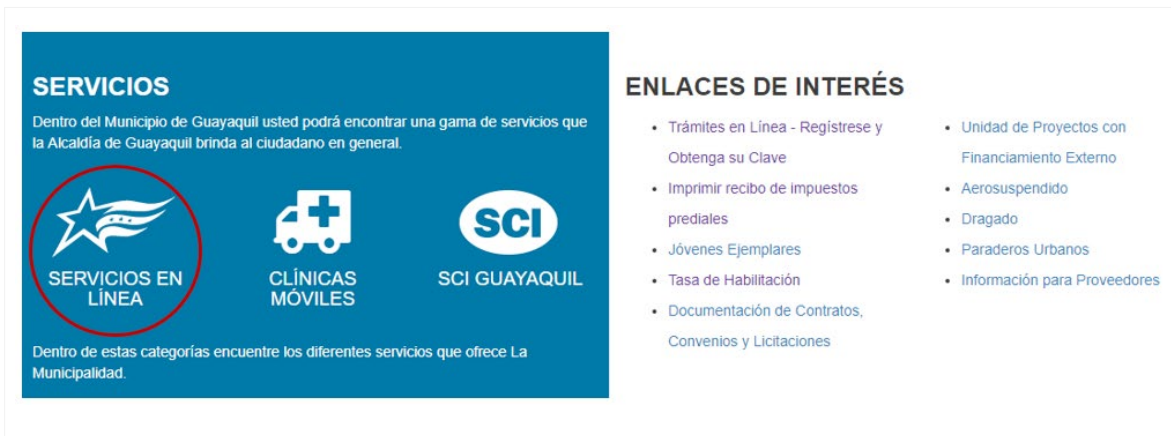 SERVICIOS
Dentro del Municipio de Guayaquil usted podrá encontrar una gama de servicios que
la Alcaldía de Guayaquil brinda al ciudadano en general.
SERVICIOS EN
LÍNEA
CLÍNICAS
MÓVILES
SCI
SCI GUAYAQUIL
Dentro de estas categorías encuentre los diferentes servicios que ofrece La
Municipalidad.
ENLACES DE INTERÉS
Trámites en Línea - Regístrese y
Obtenga su Clave
Imprimir recibo de impuestos
prediales
Jóvenes Ejemplares
Tasa de Habilitación
Documentación de Contratos,
Convenios y Licitaciones
Unidad de Proyectos con
Financiamiento Externo
Aerosuspendido
Dragado
Paraderos Urbanos
Información para Proveedores